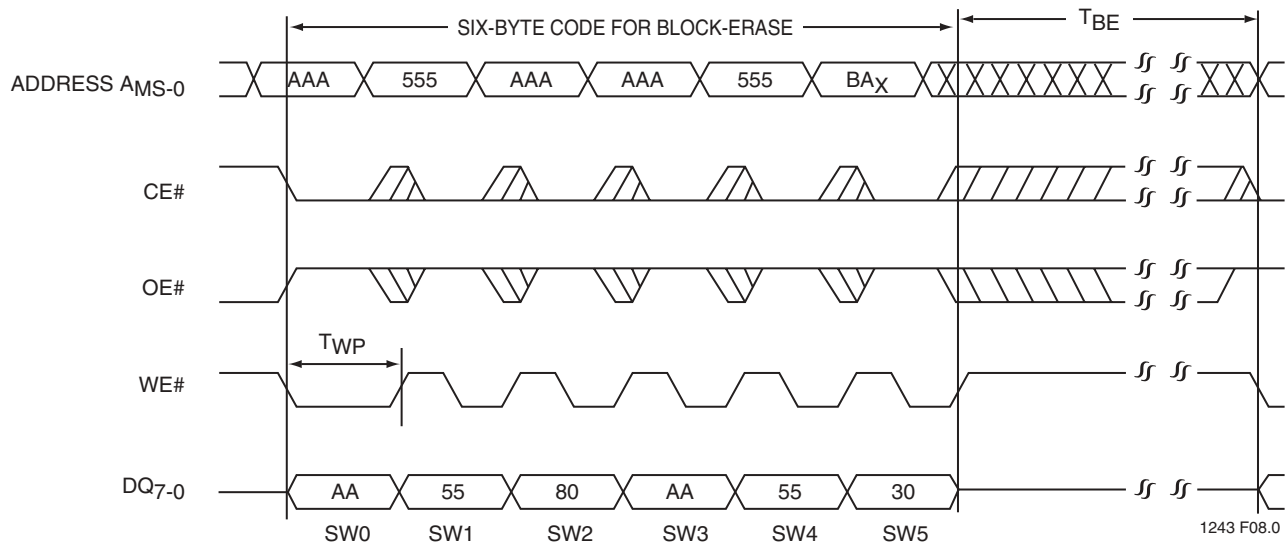 SIX-BYTE CODE FOR BLOCK-ERASE
TBE
ADDRESS AMS-0
AAA 555 AAA AAA 555 BAX
CE#
OE#
TWP
WE#
DQ7-0
AA 55 80 AA 55 30
SW0 SW1 SW2 SW3 SW4 SW5
1243 F08.0